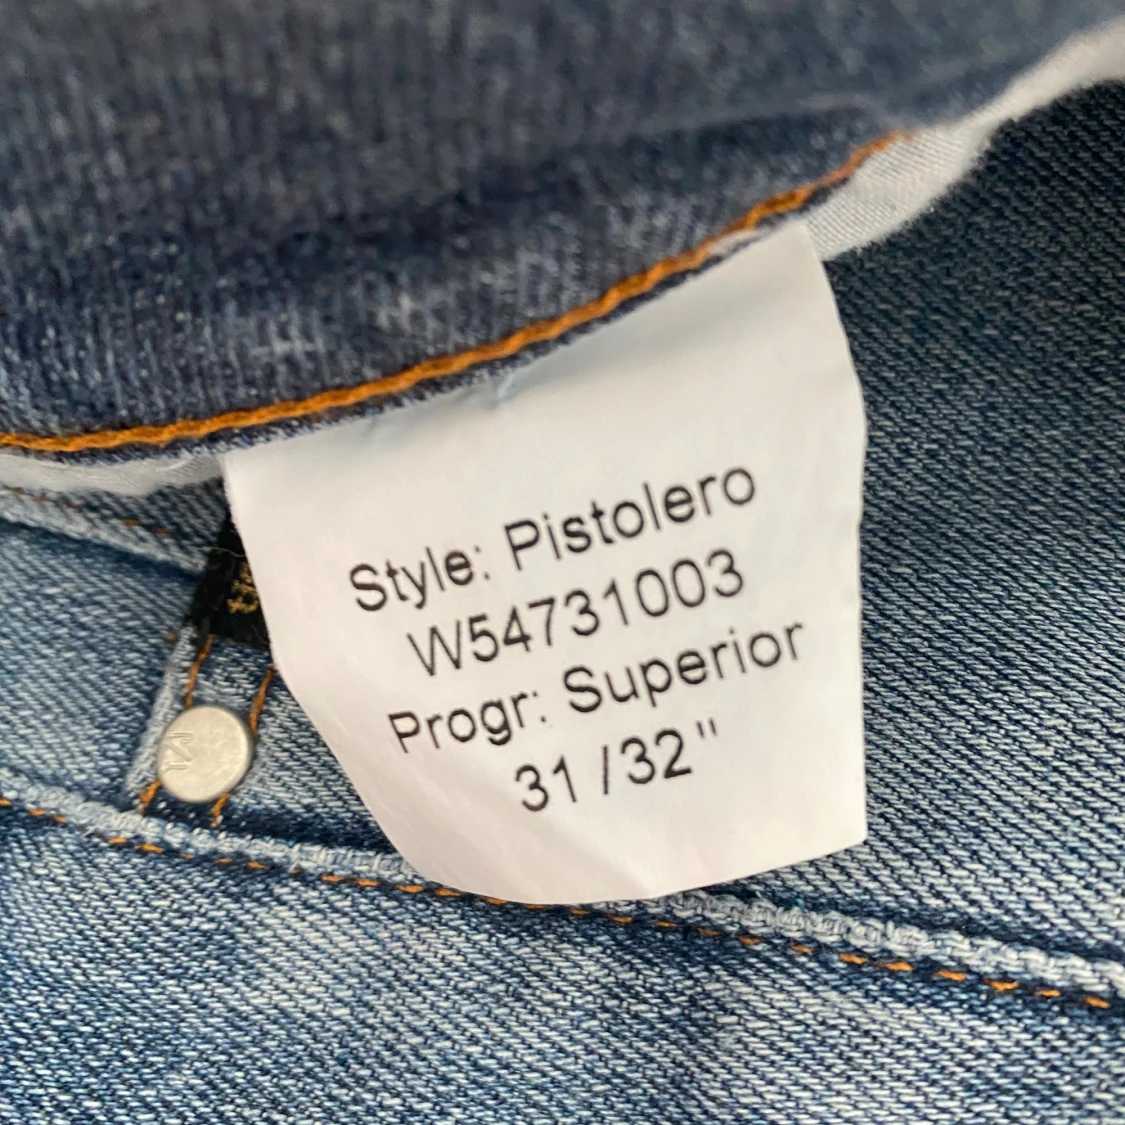 Style: Pistolero
W54731003
Progr: Superior
31 /32"